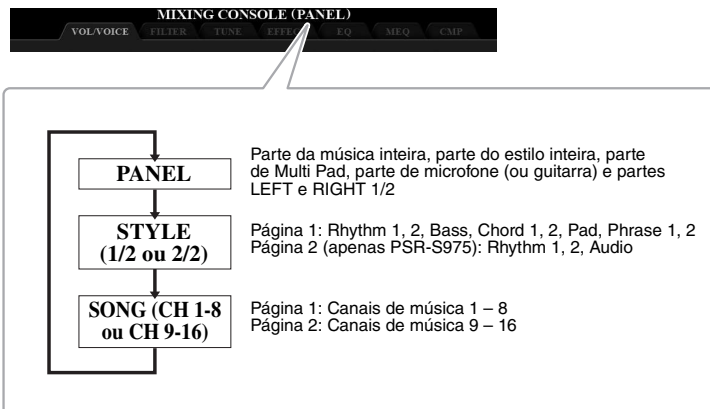 MIXING CONSOLE (PANEL)
VOL/VOICE FILTER TUNE EFFECT EQ MEQ CMP
PANEL
Parte da música inteira, parte do estilo inteira, parte
de Multi Pad, parte de microfone (ou guitarra) e partes
LEFT e RIGHT 1/2
STYLE
(1/2 ou 2/2)
Página 1: Rhythm 1, 2, Bass, Chord 1, 2, Pad, Phrase 1, 2
Página 2 (apenas PSR-S975): Rhythm 1, 2, Audio
SONG (CH 1-8
ou CH 9-16)
Página 1: Canais de música 1 – 8
Página 2: Canais de música 9 – 16